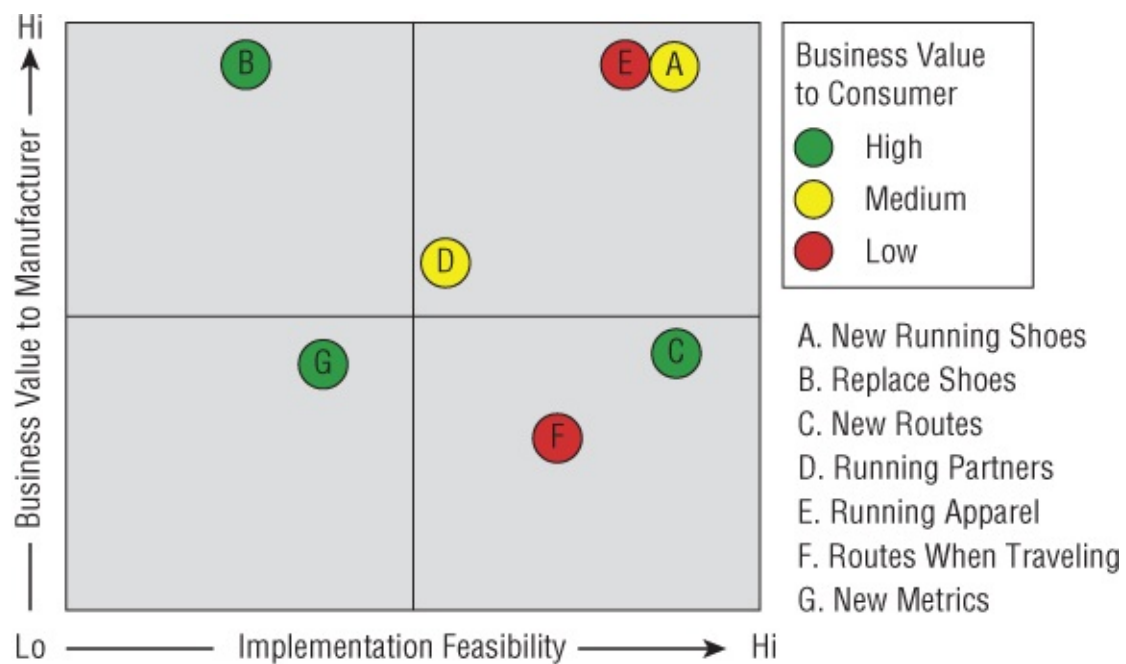 Hi
Business Value to Manufacturer
Lo
Implementation Feasibility
Hi
B
E
A
D
G
C
F
Business Value
to Consumer
High
Medium
Low
A. New Running Shoes
B. Replace Shoes
C. New Routes
D. Running Partners
E. Running Apparel
F. Routes When Traveling
G. New Metrics